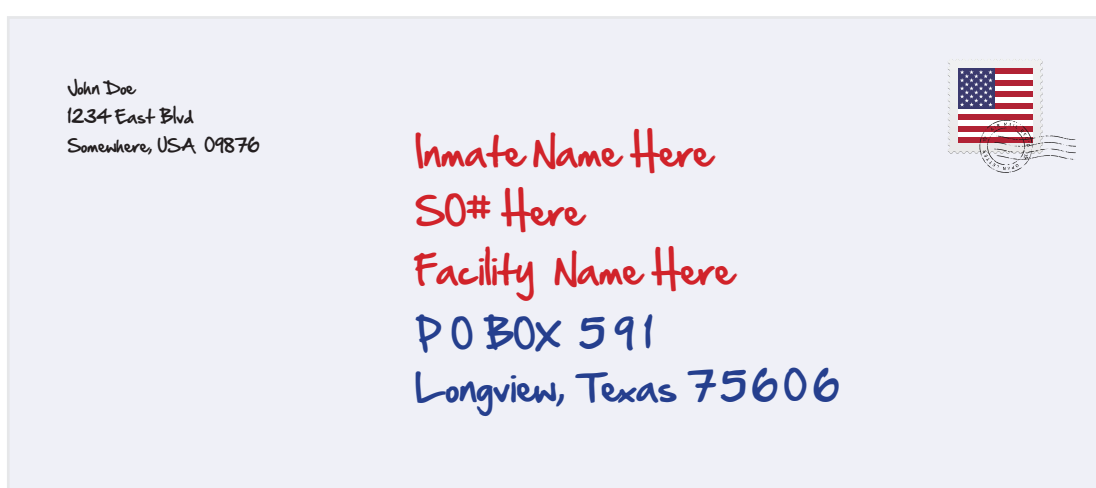 John Doe
1234 East Blvd
Somewhere, USA 09876
Inmate Name Here
SO# Here
Facility Name Here
P O BOX 591
Longview, Texas 75606